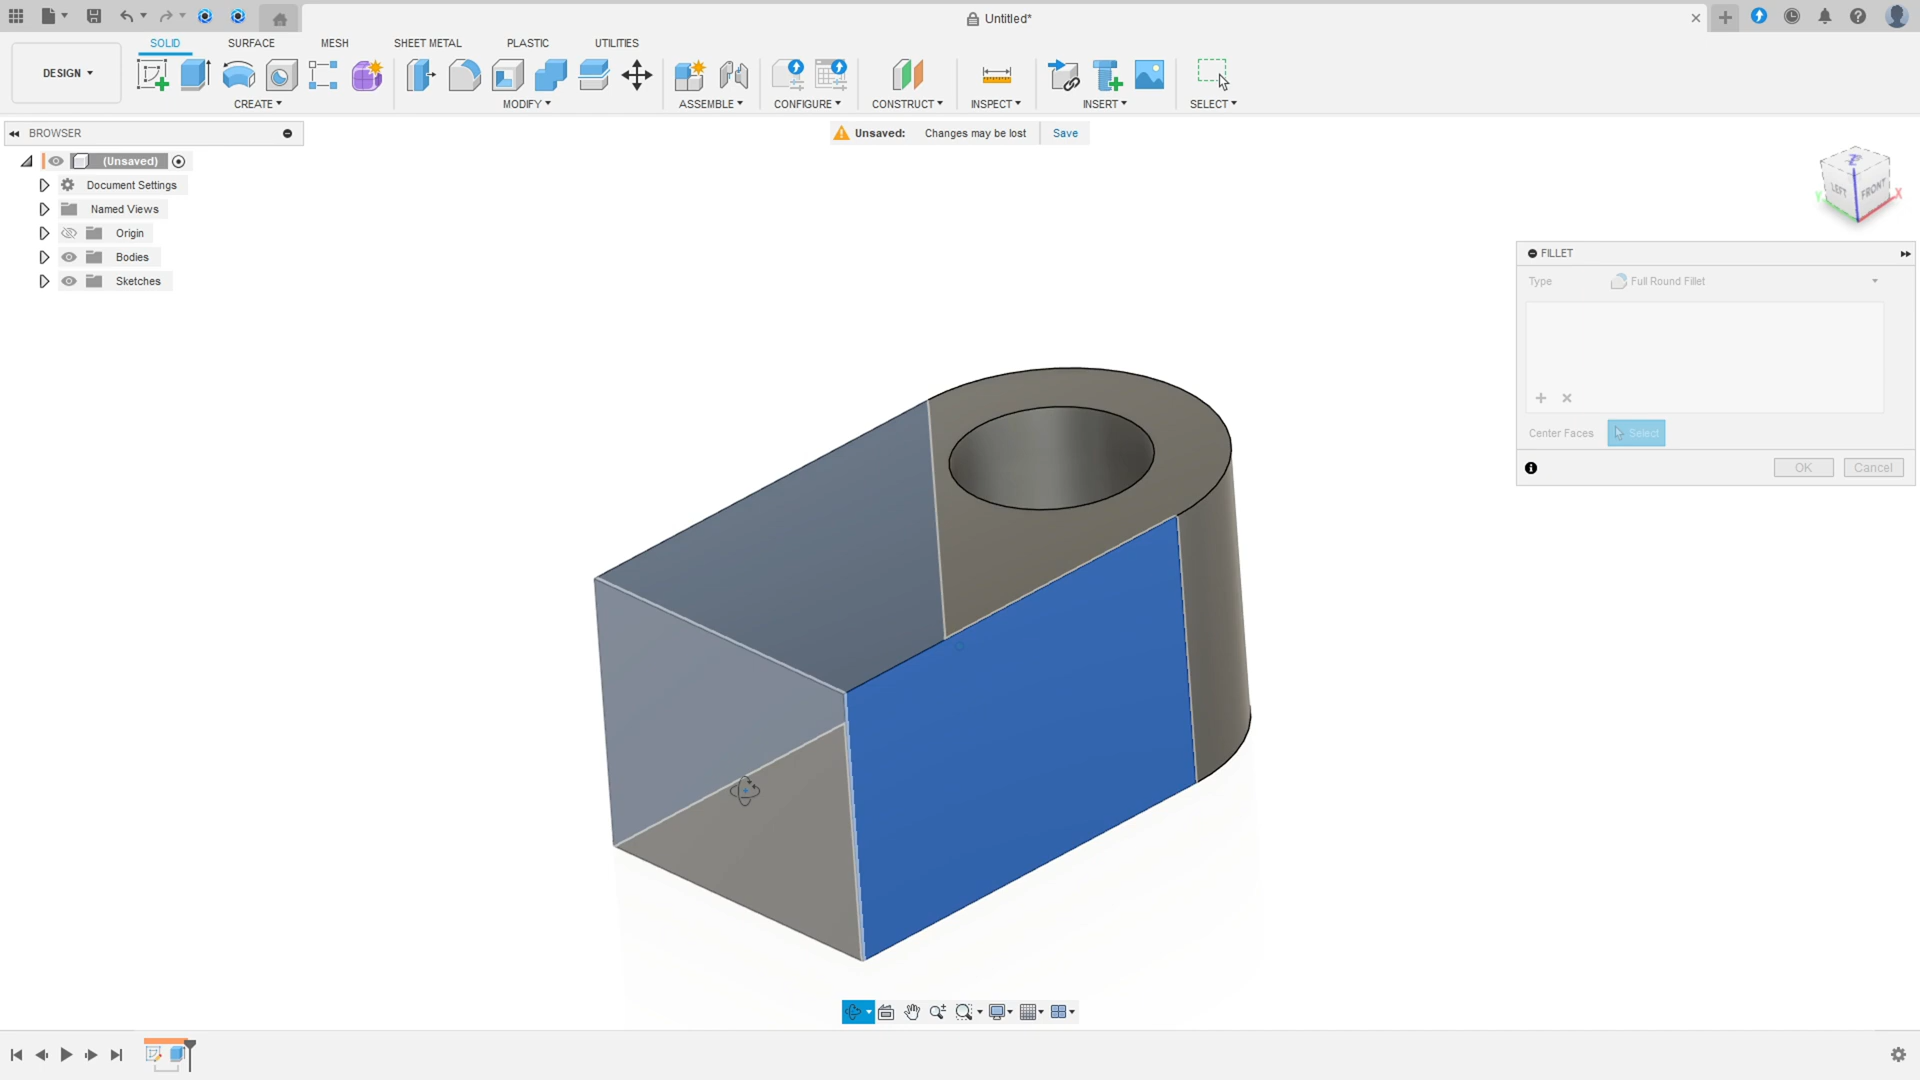 Untitled*
DESIGN
SOLID
SURFACE
MESH
SHEET METAL
PLASTIC
UTILITIES
CREATE
MODIFY
ASSEMBLE
CONFIGURE
CONSTRUCT
INSPECT
INSERT
SELECT
BROWSER
Unsaved: Changes may be lost Save
(Unsaved)
Document Settings
Named Views
Origin
Bodies
Sketches
Z
LEFT
FRONT
Y
X
FILLET
Type Full Round Fillet
Center Faces Select
OK Cancel